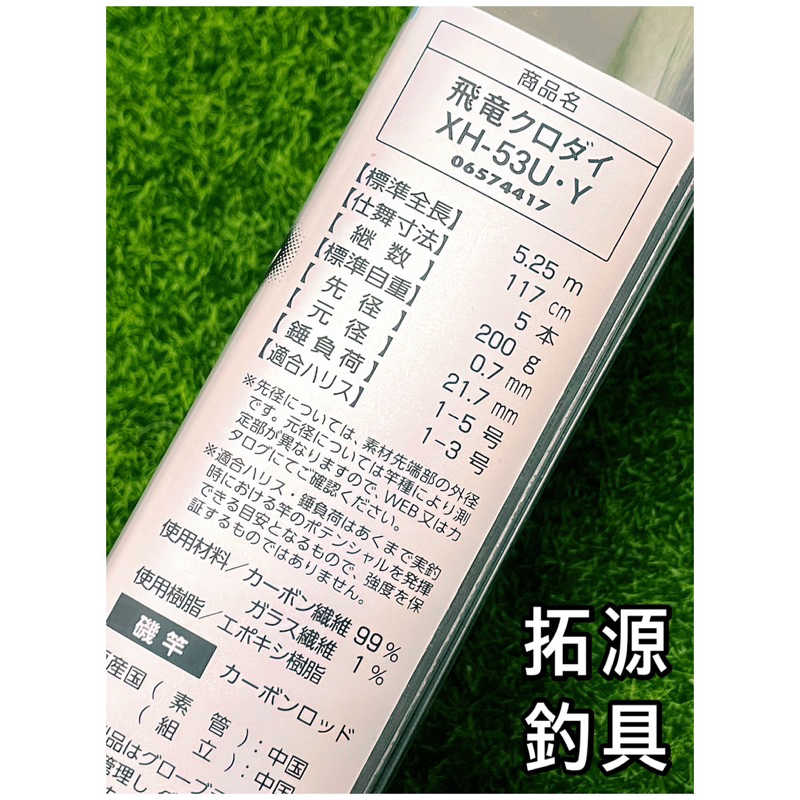 商品名
飛竜クロダイ
XH-53U・Y
06574417
【標準全長】 5.25 m
【仕舞寸法】 117 cm
【継数】 5 本
【標準自重】 200 g
【先径】 0.7 mm
【元径】 21.7 mm
【錘負荷】 1-5 号
【適合ハリス】 1-3 号
※先径については、素材先端部の外径
です。元径については竿種により測
定部が異なりますので、WEB又はカ
タログにてご確認ください。
※適合ハリス・錘負荷はあくまで実釣
時における竿のポテンシャルを発揮
できる目安となるもので、強度を保
証するものではありません。
使用材料/カーボン繊維 99%
ガラス繊維 1%
使用樹脂/エポキシ樹脂
磯竿 カーボンロッド
産国(素管):中国
(組立):中国
品はグローブ
管理し
拓源
釣具